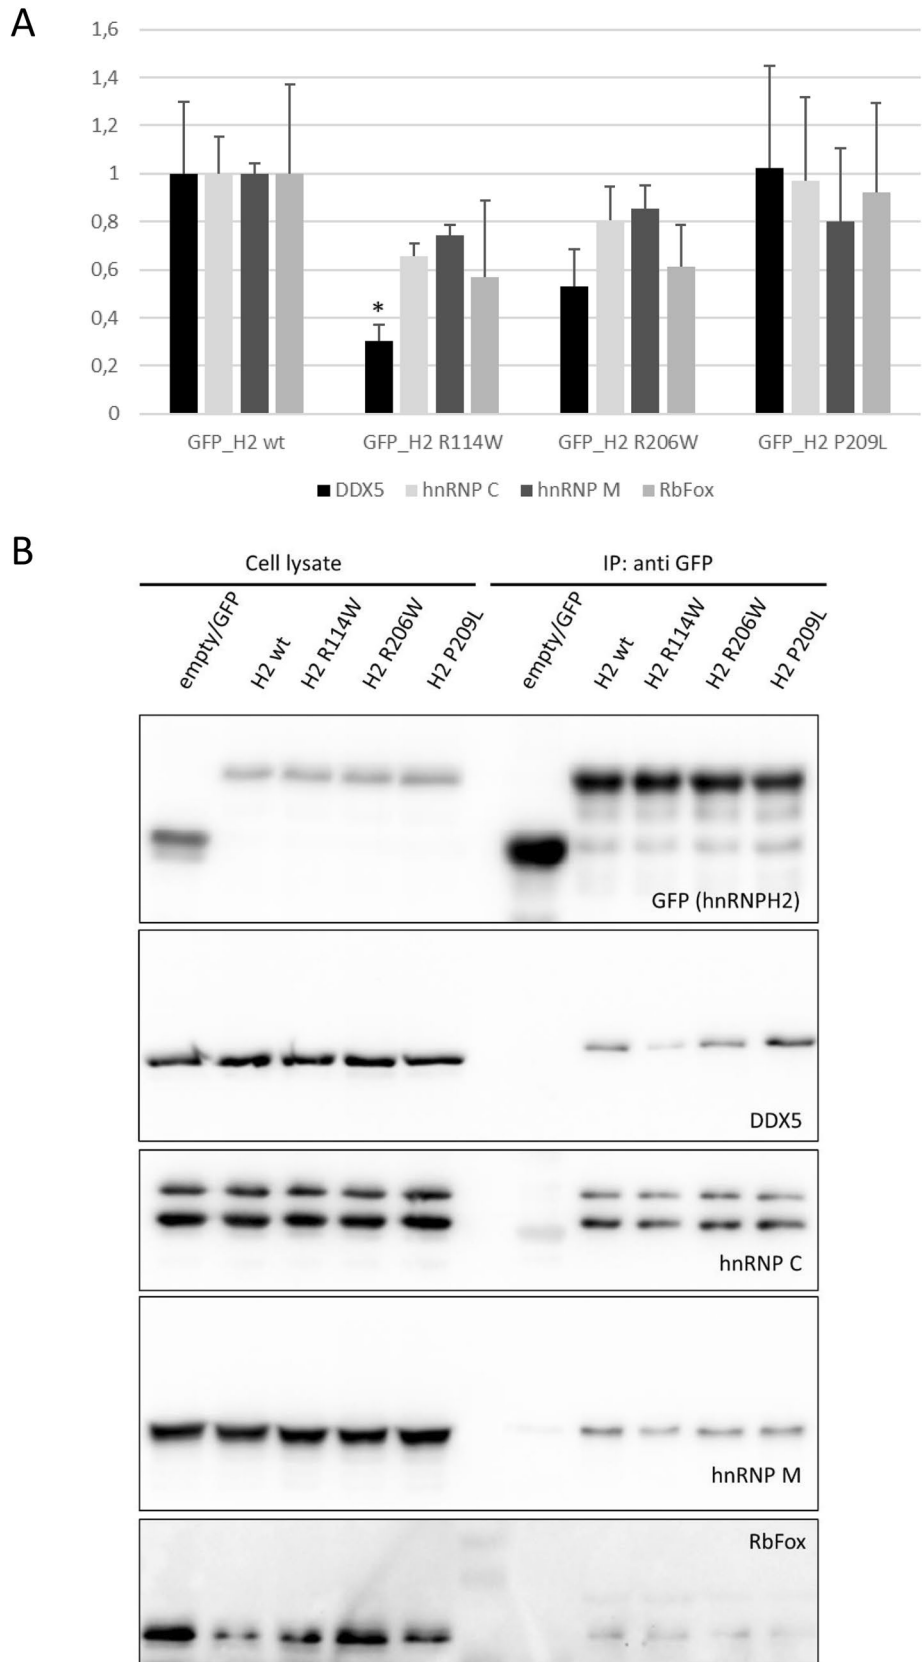 A
1,6
1,4
1,2
1
0,8
0,6
0,4
0,2
0
*
GFP_H2 wt GFP_H2 R114W GFP_H2 R206W GFP_H2 P209L
DDX5 hnRNP C hnRNP M RbFox
B
Cell lysate IP: anti GFP
empty/GFP H2 wt H2 R114W H2 R206W H2 P209L empty/GFP H2 wt H2 R114W H2 R206W H2 P209L
GFP (hnRNPH2)
DDX5
hnRNP C
hnRNP M
RbFox